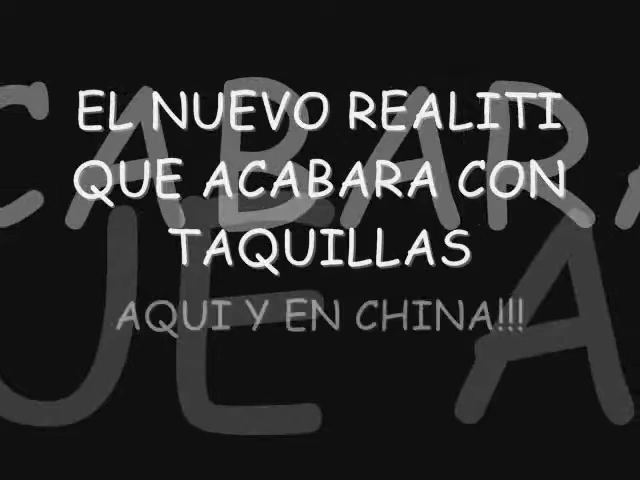 EL NUEVO REALITI
QUE ACABARA CON
TAQUILLAS
AQUI Y EN CHINA!!!